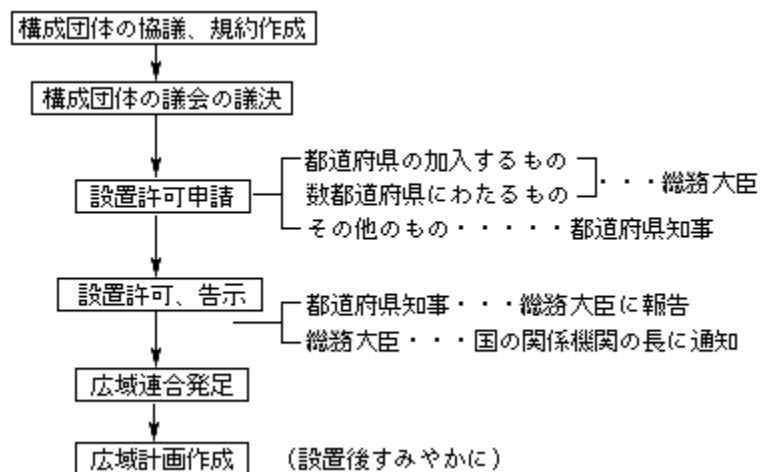 構成団体の協議、規約作成
構成団体の議会の議決
都道府県の加入するもの
設置許可申請
数都道府県にわたるもの
・・・総務大臣
その他のもの・・・・・都道府県知事
設置許可、告示
都道府県知事・・・総務大臣に報告
総務大臣・・・国の関係機関の長に通知
広域連合発足
広域計画作成 (設置後すみやかに)